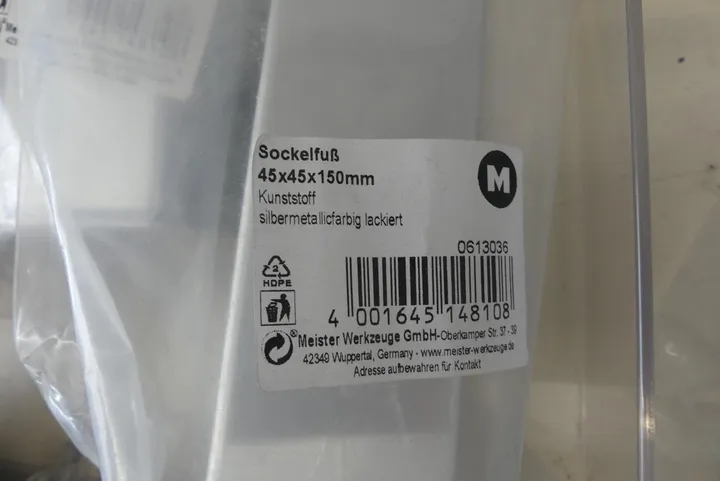 Sockelfuß
45x45x150mm
Kunststoff
silbermetallicfarbig lackiert
M
0613036
2
HDPE
4 001645 148108
®Meister Werkzeuge GmbH-Oberkamper Str. 37 - 39
42349 Wuppertal, Germany - www.meister-werkzeuge.de
Adresse aufbewahren für Kontakt